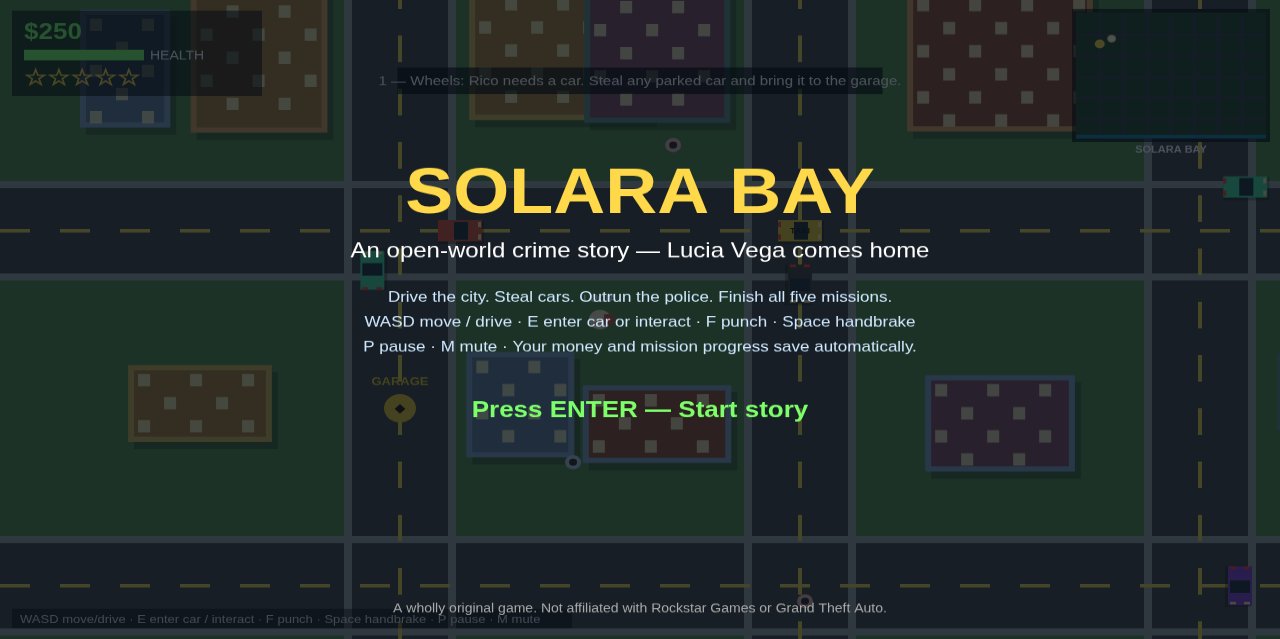 $250
HEALTH
1 — Wheels: Rico needs a car. Steal any parked car and bring it to the garage.
SOLARA BAY
SOLARA BAY
An open-world crime story — Lucia Vega comes home
Drive the city. Steal cars. Outrun the police. Finish all five missions.
WASD move / drive · E enter car or interact · F punch · Space handbrake
P pause · M mute · Your money and mission progress save automatically.
GARAGE
Press ENTER — Start story
A wholly original game. Not affiliated with Rockstar Games or Grand Theft Auto.
WASD move/drive · E enter car / interact · F punch · Space handbrake · P pause · M mute